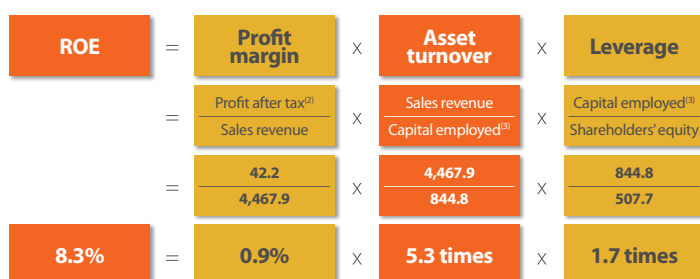 ROE = Profit margin x Asset turnover x Leverage
= Profit after tax(2) / Sales revenue x Sales revenue / Capital employed(3) x Capital employed(3) / Shareholders' equity
= 42.2 / 4,467.9 x 4,467.9 / 844.8 x 844.8 / 507.7
8.3% = 0.9% x 5.3 times x 1.7 times